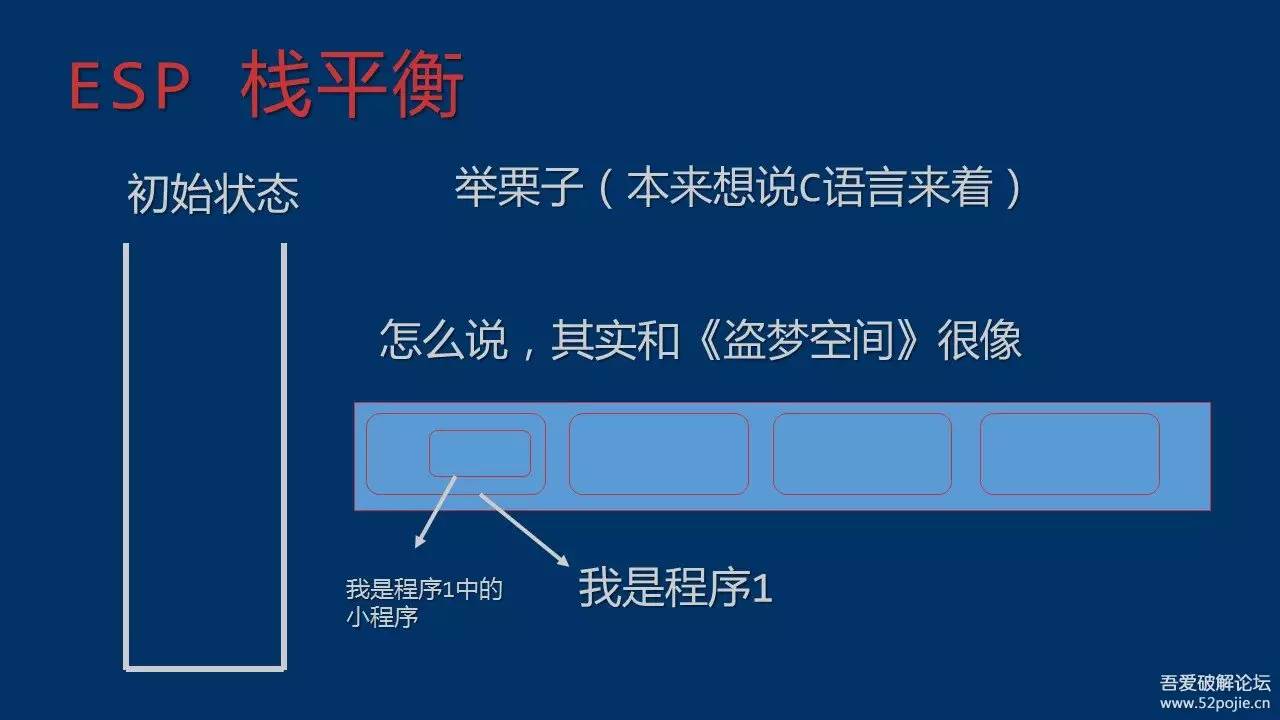 ESP 栈平衡
初始状态
举栗子（本来想说C语言来着）
怎么说，其实和《盗梦空间》很像
我是程序1中的
小程序
我是程序1
吾爱破解论坛
www.52pojie.cn